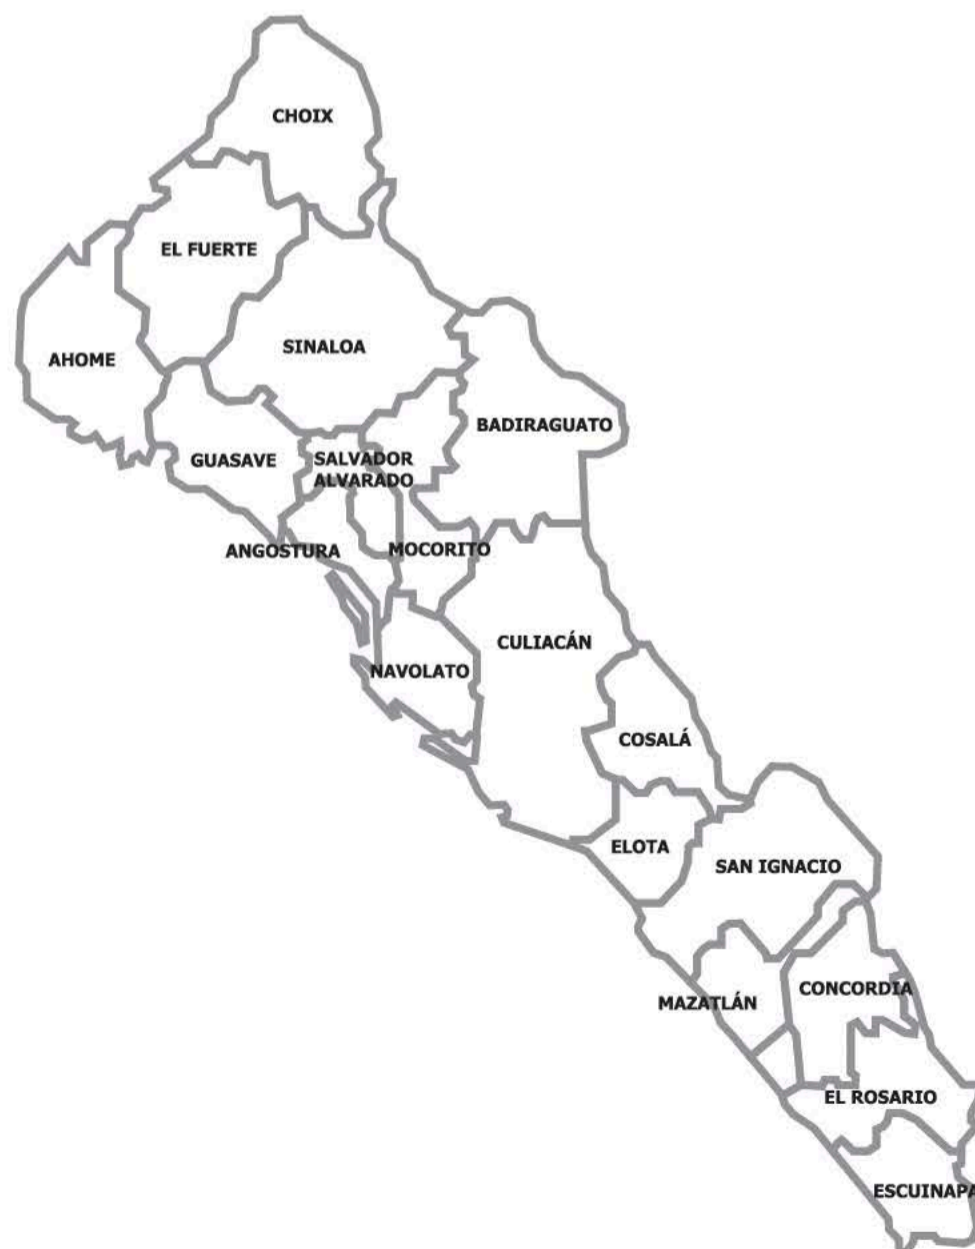 CHOIX
EL FUERTE
SINALOA
AHOME
BADIRAGUATO
GUASAVE
SALVADOR
ALVARADO
ANGOSTURA
MOCORITO
CULIACÁN
NAVOLATO
COSALÁ
ELOTA
SAN IGNACIO
CONCORDIA
MAZATLÁN
EL ROSARIO
ESCUINAPA